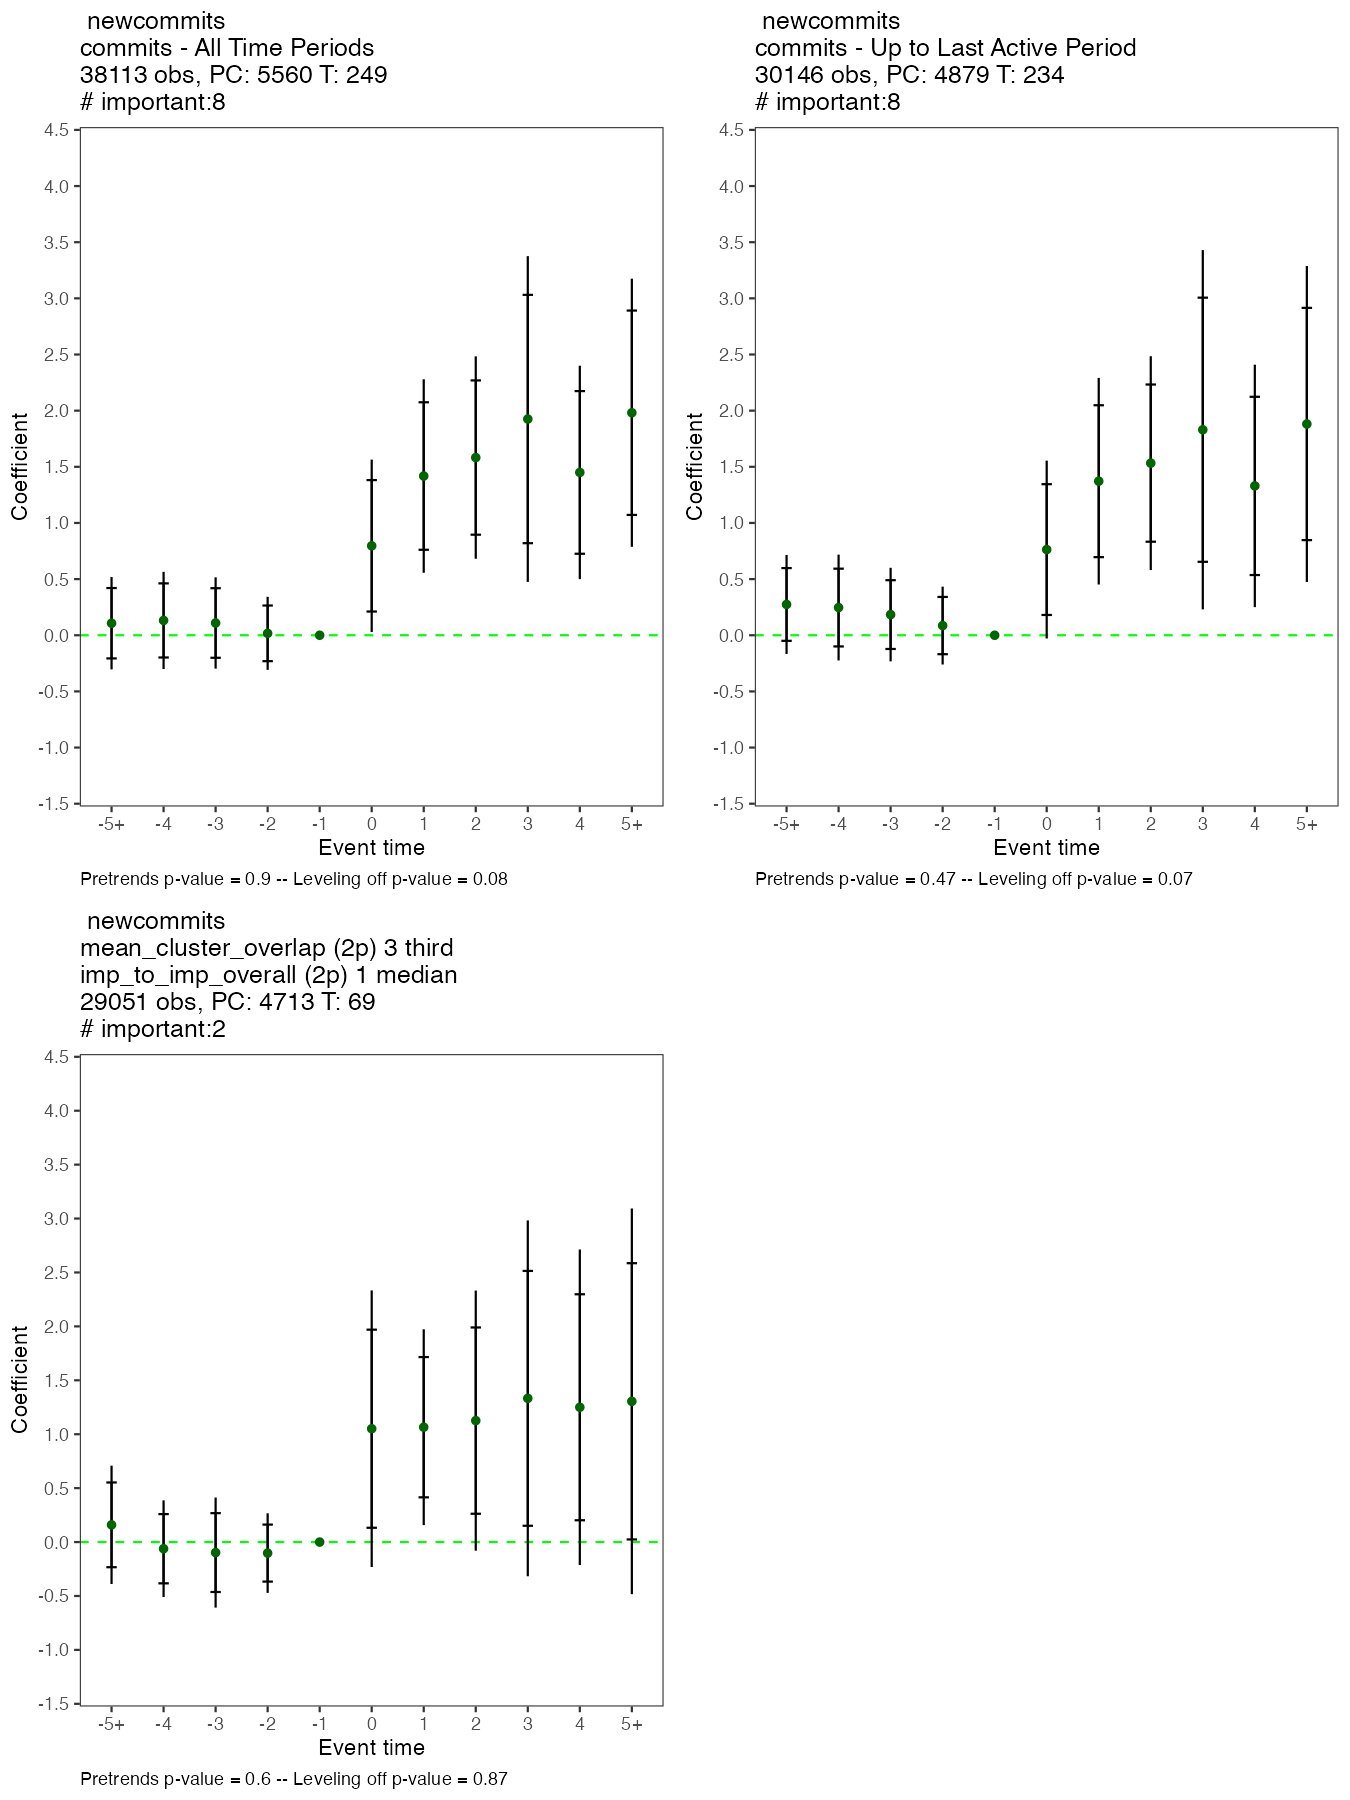 newcommits
commits - All Time Periods
38113 obs, PC: 5560 T: 249
# important:8
4.5
4.0
3.5
3.0
2.5
2.0
1.5
1.0
0.5
0.0
-0.5
-1.0
-1.5
Coefficient
-5+ -4 -3 -2 -1 0 1 2 3 4 5+
Event time
Pretrends p-value = 0.9 -- Leveling off p-value = 0.08
newcommits
commits - Up to Last Active Period
30146 obs, PC: 4879 T: 234
# important:8
4.5
4.0
3.5
3.0
2.5
2.0
1.5
1.0
0.5
0.0
-0.5
-1.0
-1.5
Coefficient
-5+ -4 -3 -2 -1 0 1 2 3 4 5+
Event time
Pretrends p-value = 0.47 -- Leveling off p-value = 0.07
newcommits
mean_cluster_overlap (2p) 3 third
imp_to_imp_overall (2p) 1 median
29051 obs, PC: 4713 T: 69
# important:2
4.5
4.0
3.5
3.0
2.5
2.0
1.5
1.0
0.5
0.0
-0.5
-1.0
-1.5
Coefficient
-5+ -4 -3 -2 -1 0 1 2 3 4 5+
Event time
Pretrends p-value = 0.6 -- Leveling off p-value = 0.87